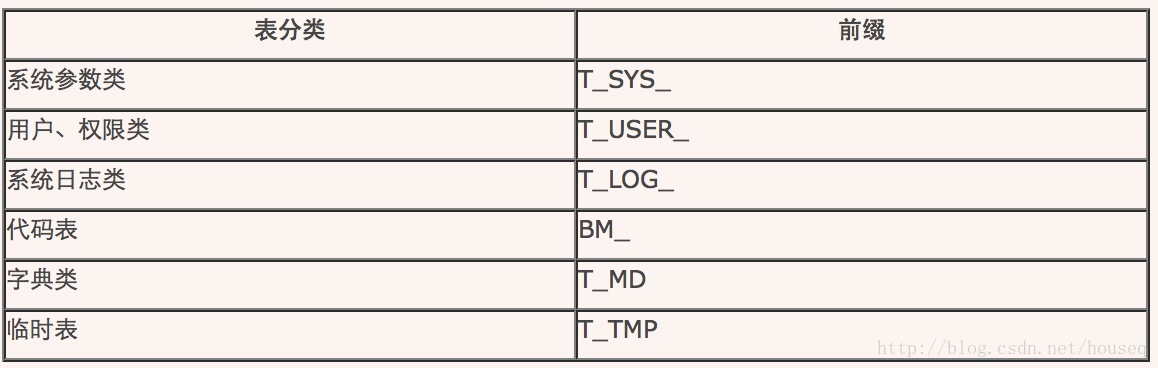 表分类 前缀
系统参数类 T_SYS_
用户、权限类 T_USER_
系统日志类 T_LOG_
代码表 BM_
字典类 T_MD
临时表 T_TMP
http://blog.csdn.net/houseq